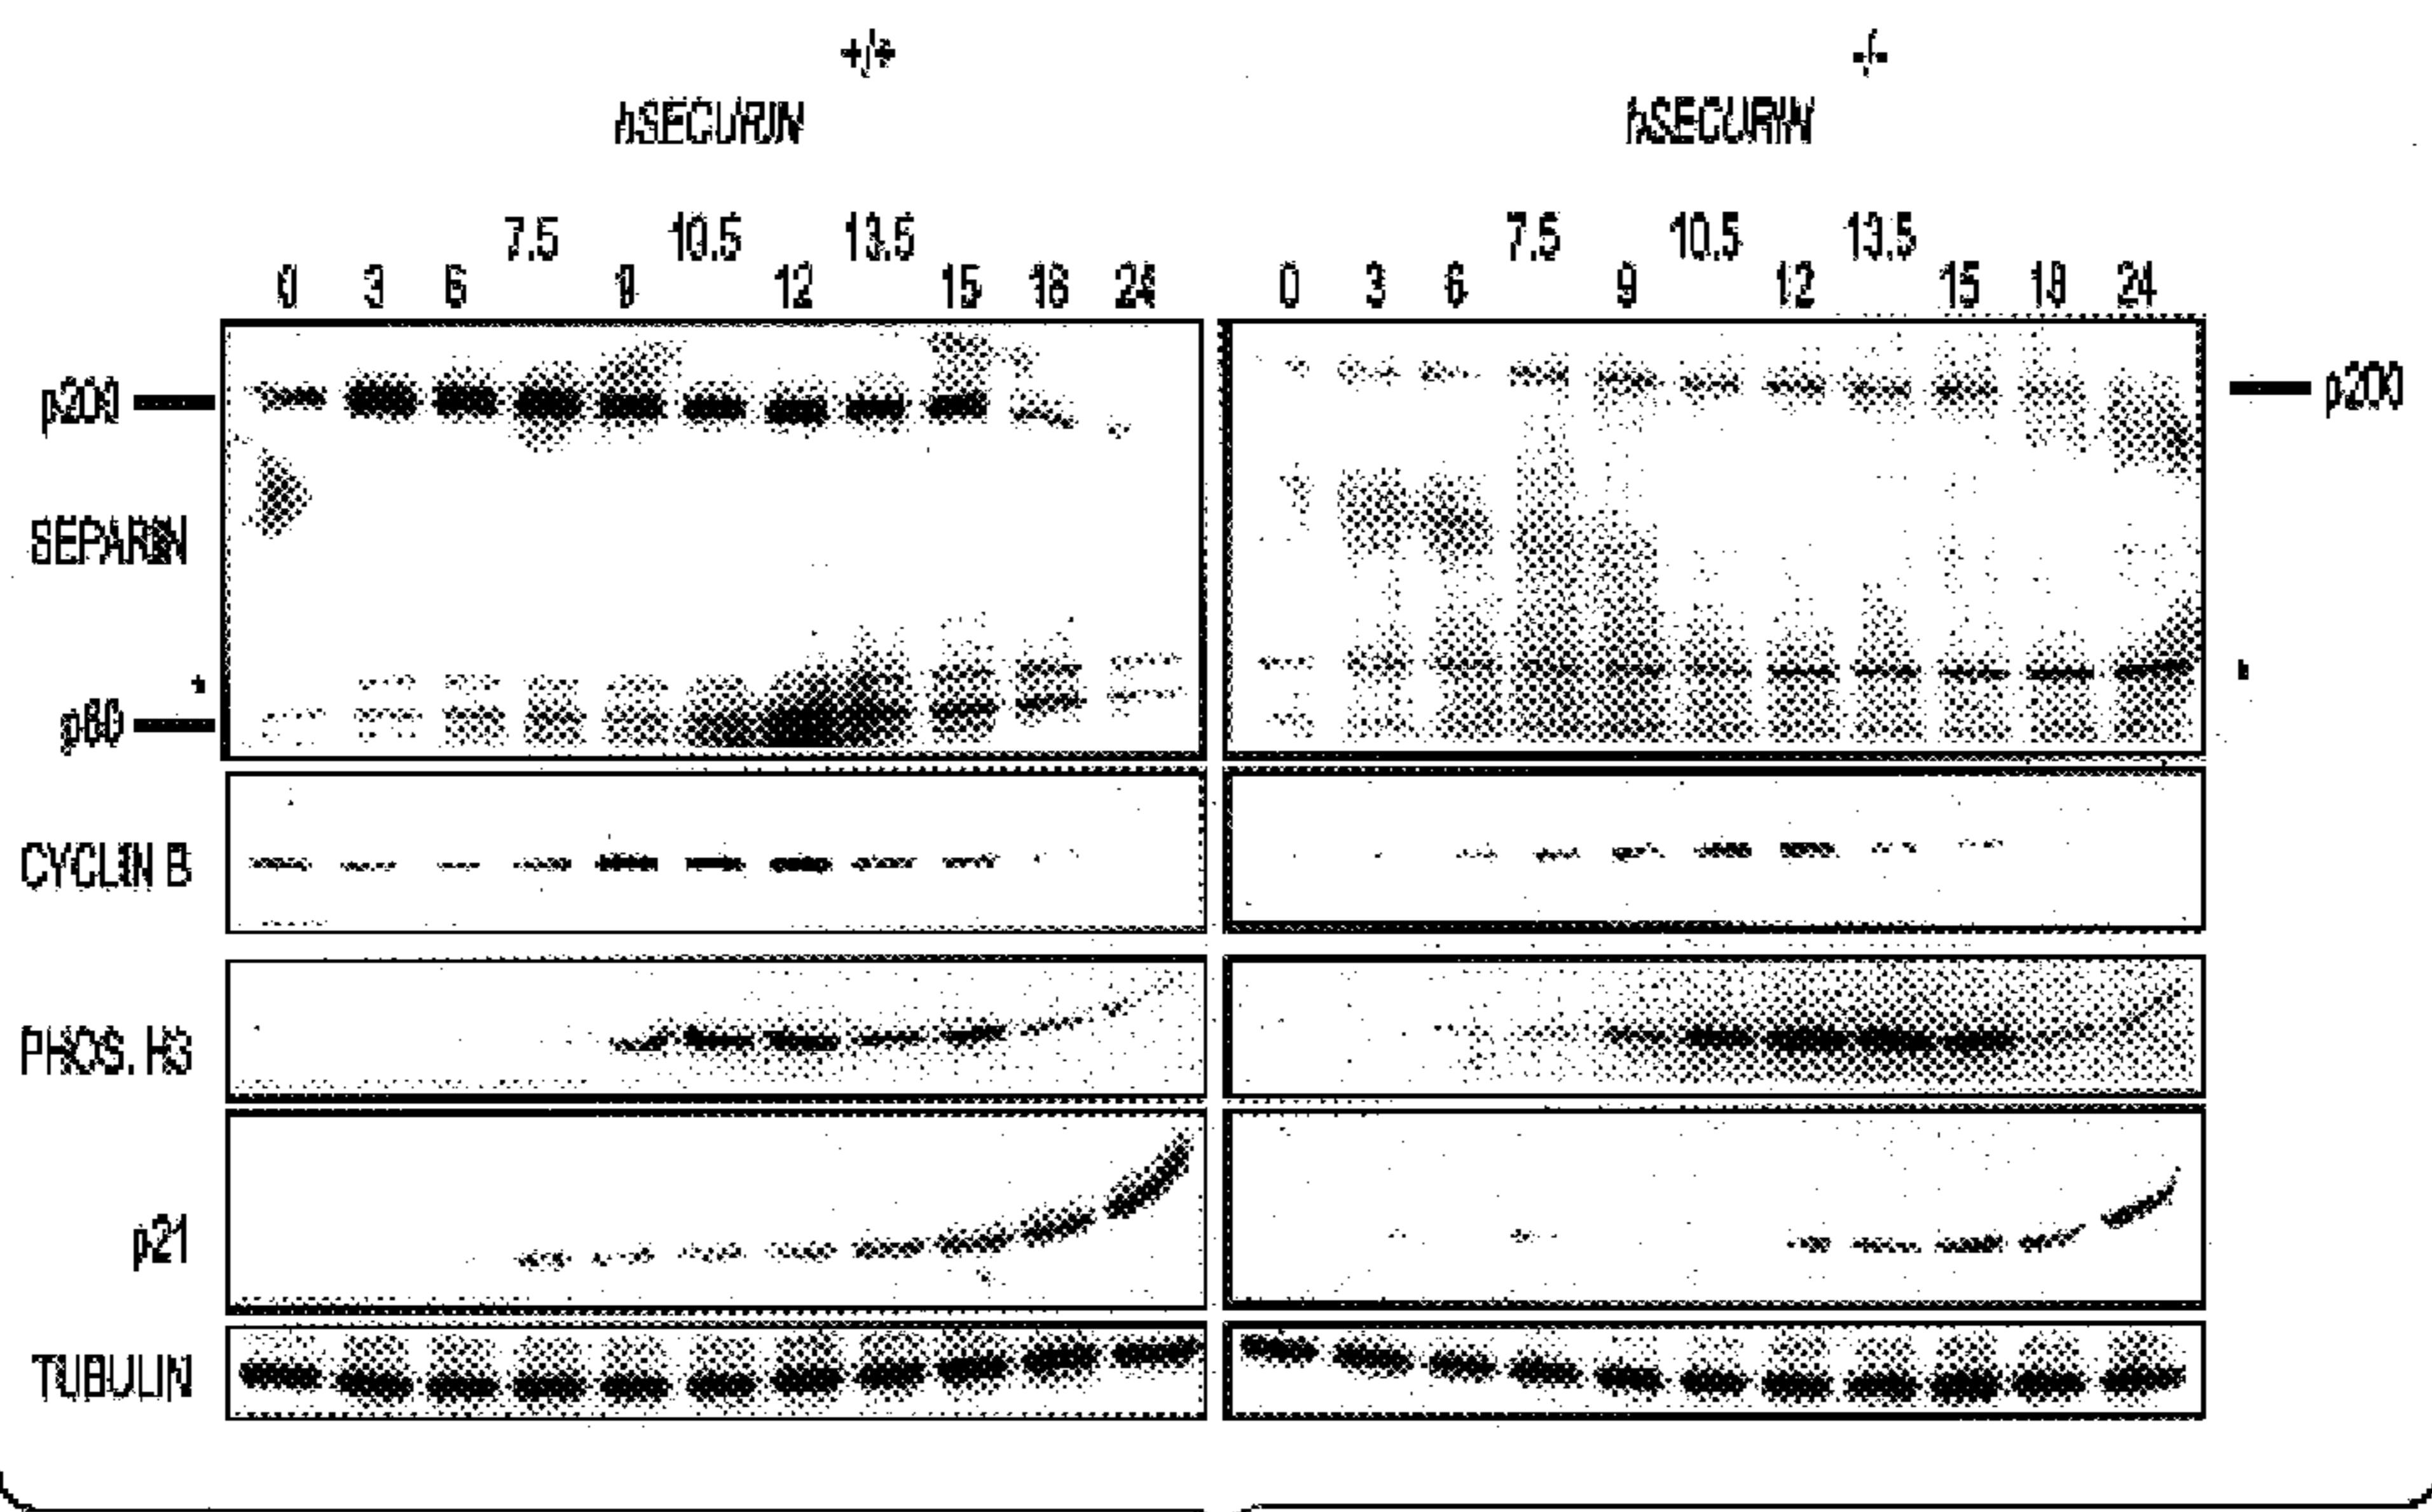 +/+ -/-
hSECURIN hSECURIN
7.5 10.5 13.5 7.5 10.5 13.5
0 3 6 9 12 15 18 24 0 3 6 9 12 15 18 24
p200 p200
SEPARIN
*
p60
CYCLIN B
PHOS. H3
p21
TUBULIN